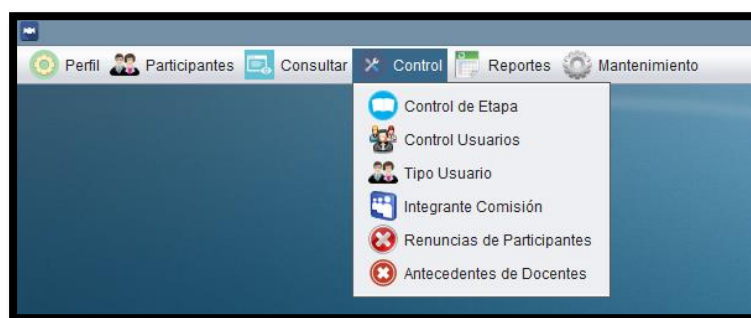 Perfil Participantes Consultar Control Reportes Mantenimiento
Control de Etapa
Control Usuarios
Tipo Usuario
Integrante Comisión
Renuncias de Participantes
Antecedentes de Docentes